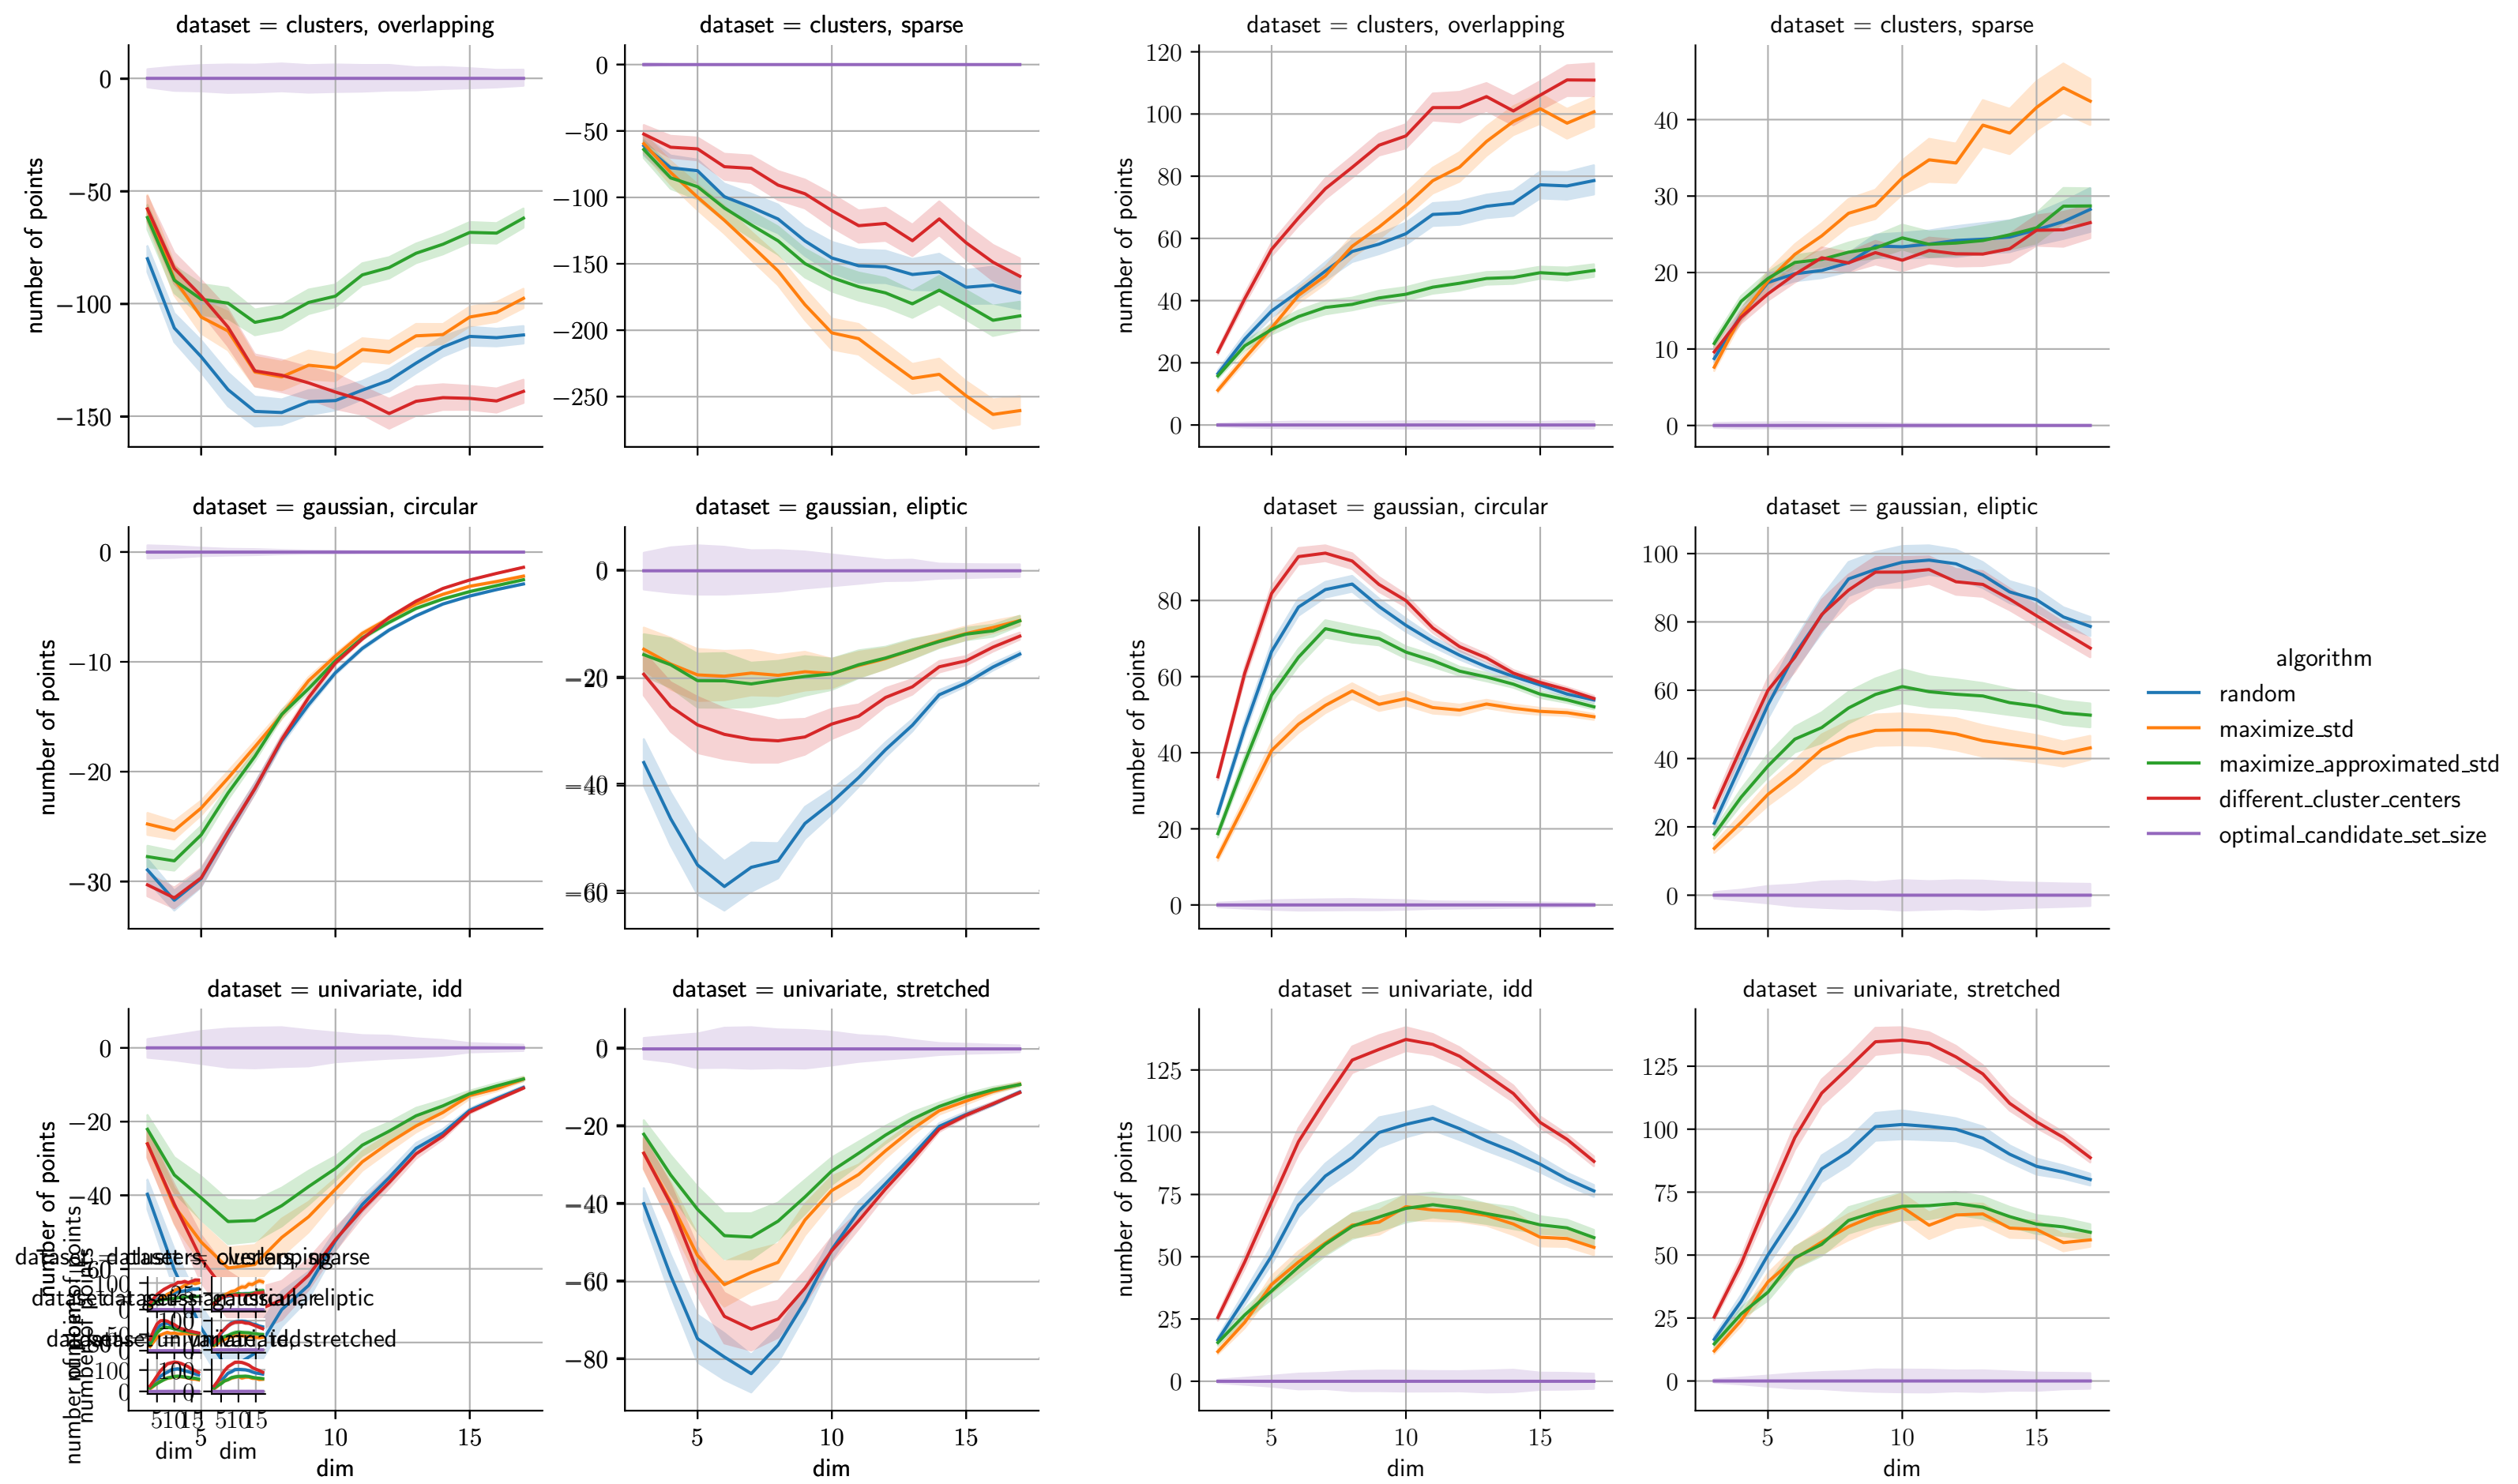 dataset = clusters, overlapping
dataset = clusters, sparse
dataset = clusters, overlapping
dataset = clusters, sparse
number of points
0
−50
−100
−150
0
−50
−100
−150
−200
−250
number of points
120
100
80
60
40
20
0
40
30
20
10
0
dataset = gaussian, circular
dataset = gaussian, eliptic
dataset = gaussian, circular
dataset = gaussian, eliptic
number of points
0
−10
−20
−30
0
−20
−40
−60
number of points
80
60
40
20
0
100
80
60
40
20
0
algorithm
random
maximize_std
maximize_approximated_std
different_cluster_centers
optimal_candidate_set_size
dataset = univariate, idd
dataset = univariate, stretched
dataset = univariate, idd
dataset = univariate, stretched
number of points
0
−20
−40
0
−20
−40
−60
−80
number of points
125
100
75
50
25
0
125
100
75
50
25
0
5 10 15
dim
5 10 15
dim
5 10 15
dim
5 10 15
dim